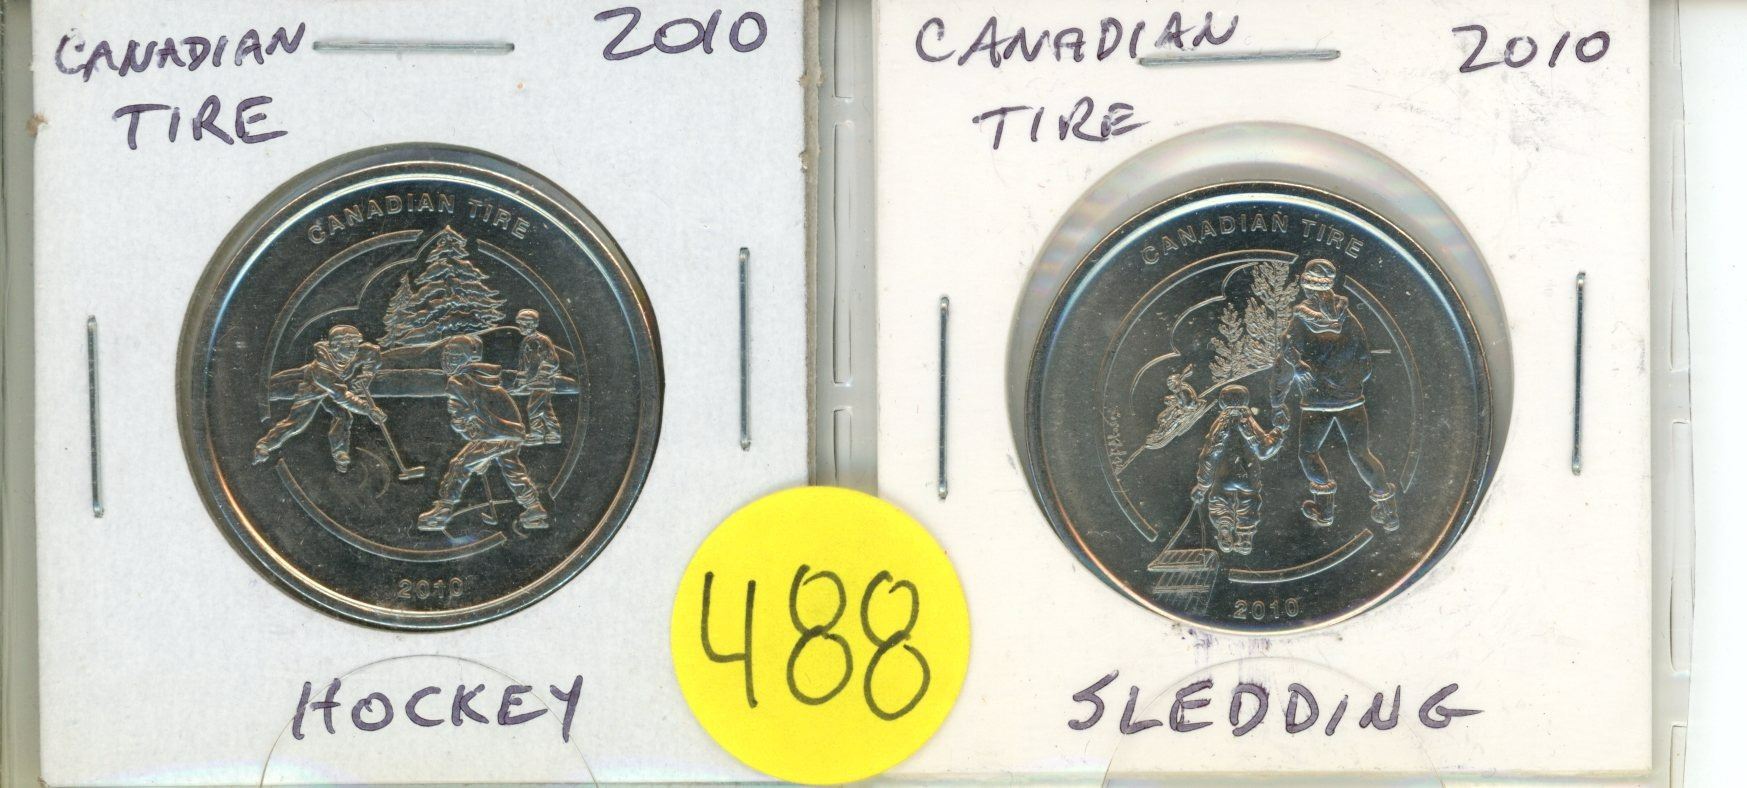 CANADIAN 2010
TIRE
CANADIAN TIRE
2010
HOCKEY
488
CANADIAN 2010
TIRE
CANADIAN TIRE
2010
SLEDDING